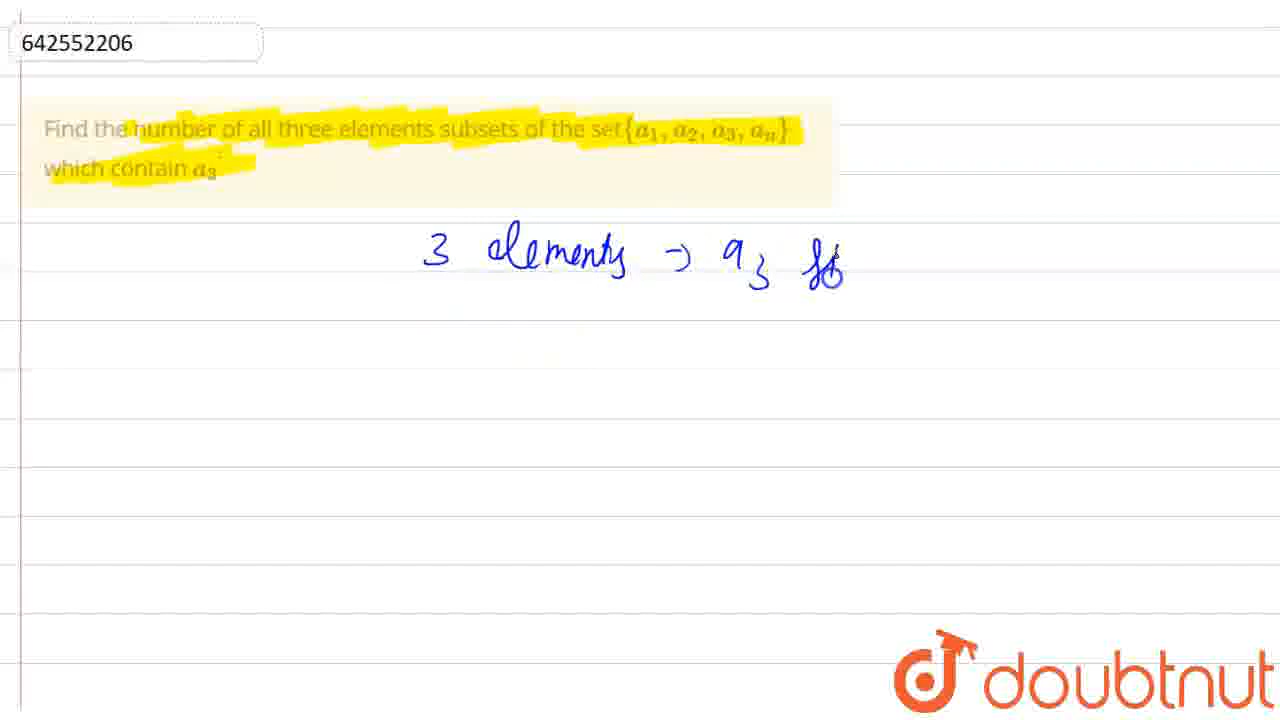 642552206
Find the number of all three elements subsets of the set{a₁, a₂, a₃, aₙ}
which contain a₃
3 elements → a₃
doubtnut